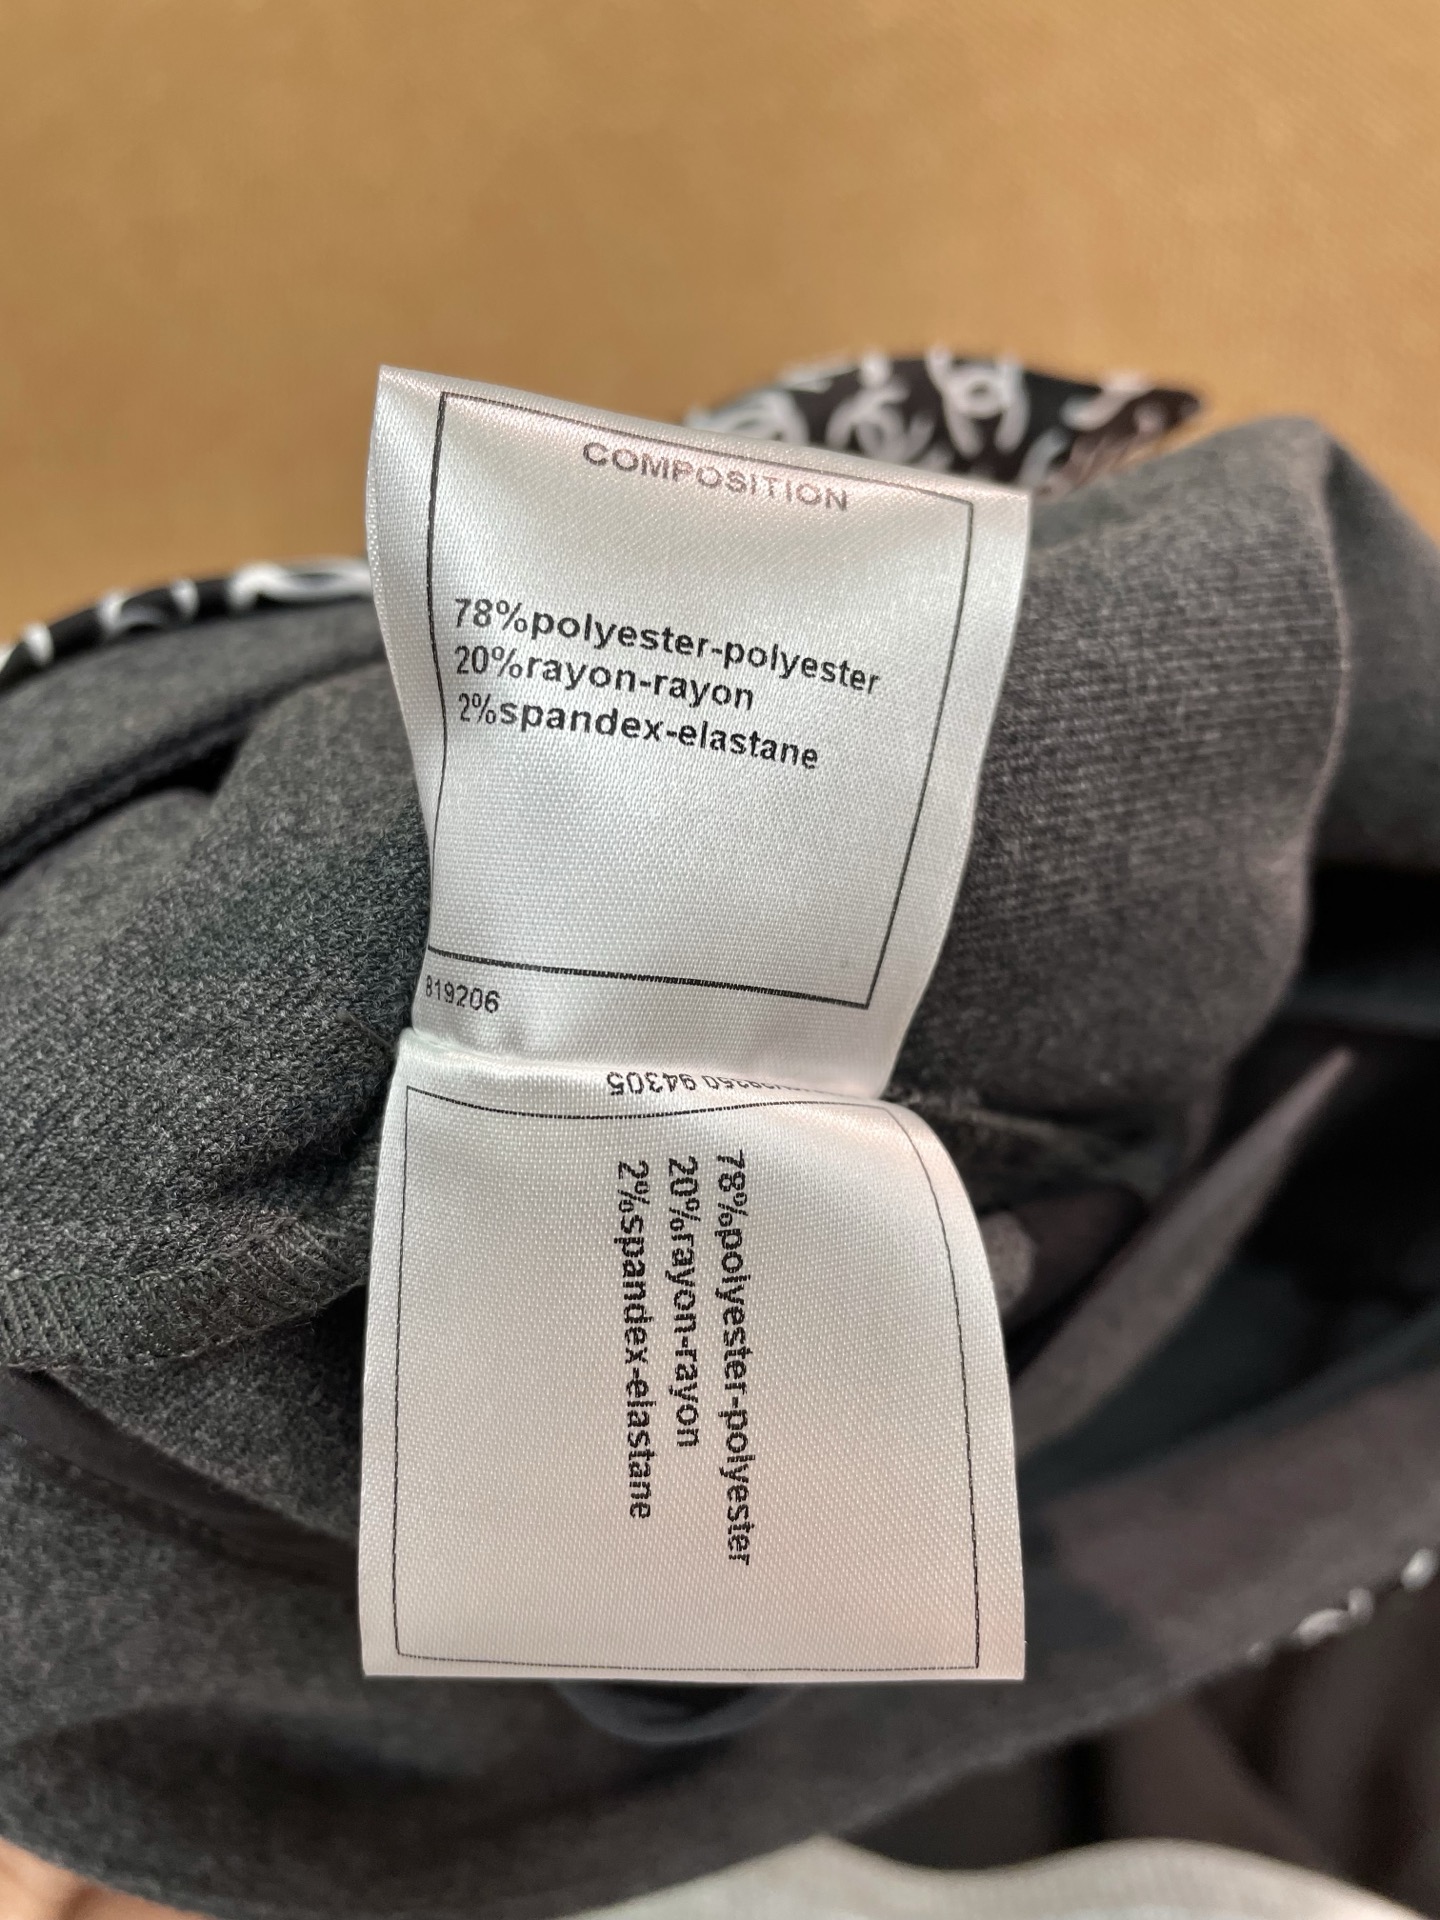 COMPOSITION
78%polyester-polyester
20%rayon-rayon
2%spandex-elastane
819206
94305
78%polyester-polyester
20%rayon-rayon
2%spandex-elastane